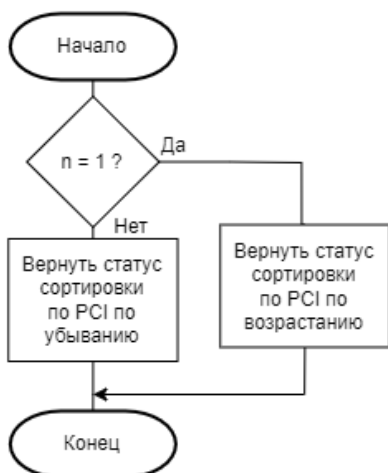 Начало
n = 1 ?
Да
Нет
Вернуть статус
сортировки
по PCI по
убыванию
Вернуть статус
сортировки
по PCI по
возрастанию
Конец